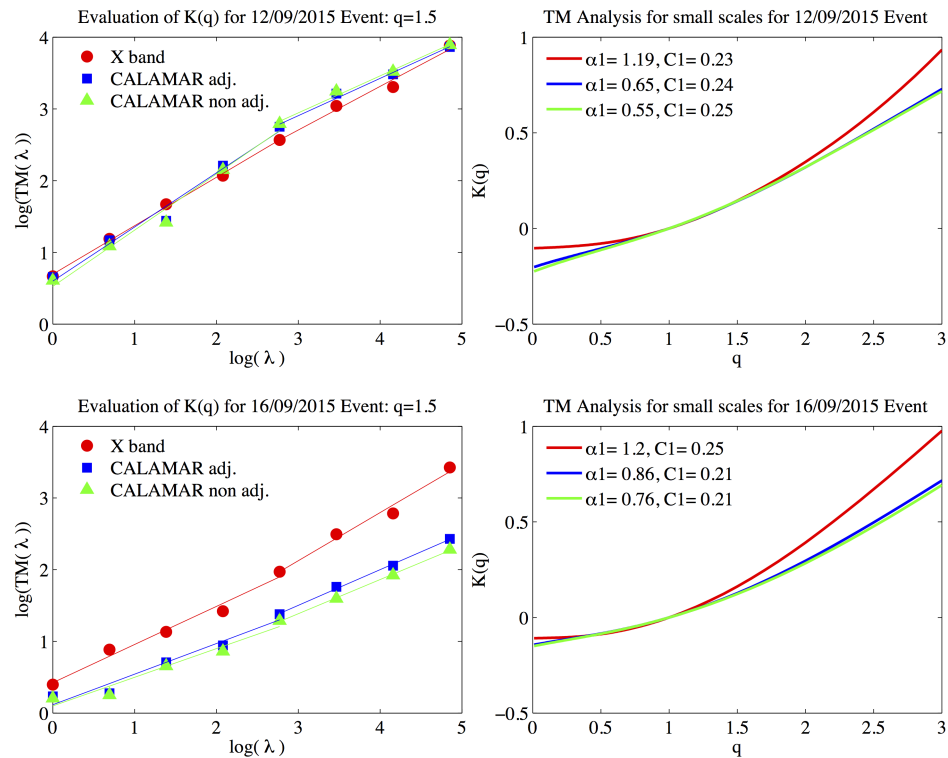 Evaluation of K(q) for 12/09/2015 Event: q=1.5
4
3
2
1
0
log(TM( λ ))
X band
CALAMAR adj.
CALAMAR non adj.
0 1 2 3 4 5
log( λ )
TM Analysis for small scales for 12/09/2015 Event
1
0.5
0
−0.5
K(q)
α1= 1.19, C1= 0.23
α1= 0.65, C1= 0.24
α1= 0.55, C1= 0.25
0 0.5 1 1.5 2 2.5 3
q
Evaluation of K(q) for 16/09/2015 Event: q=1.5
4
3
2
1
0
log(TM( λ ))
X band
CALAMAR adj.
CALAMAR non adj.
0 1 2 3 4 5
log( λ )
TM Analysis for small scales for 16/09/2015 Event
1
0.5
0
−0.5
K(q)
α1= 1.2, C1= 0.25
α1= 0.86, C1= 0.21
α1= 0.76, C1= 0.21
0 0.5 1 1.5 2 2.5 3
q